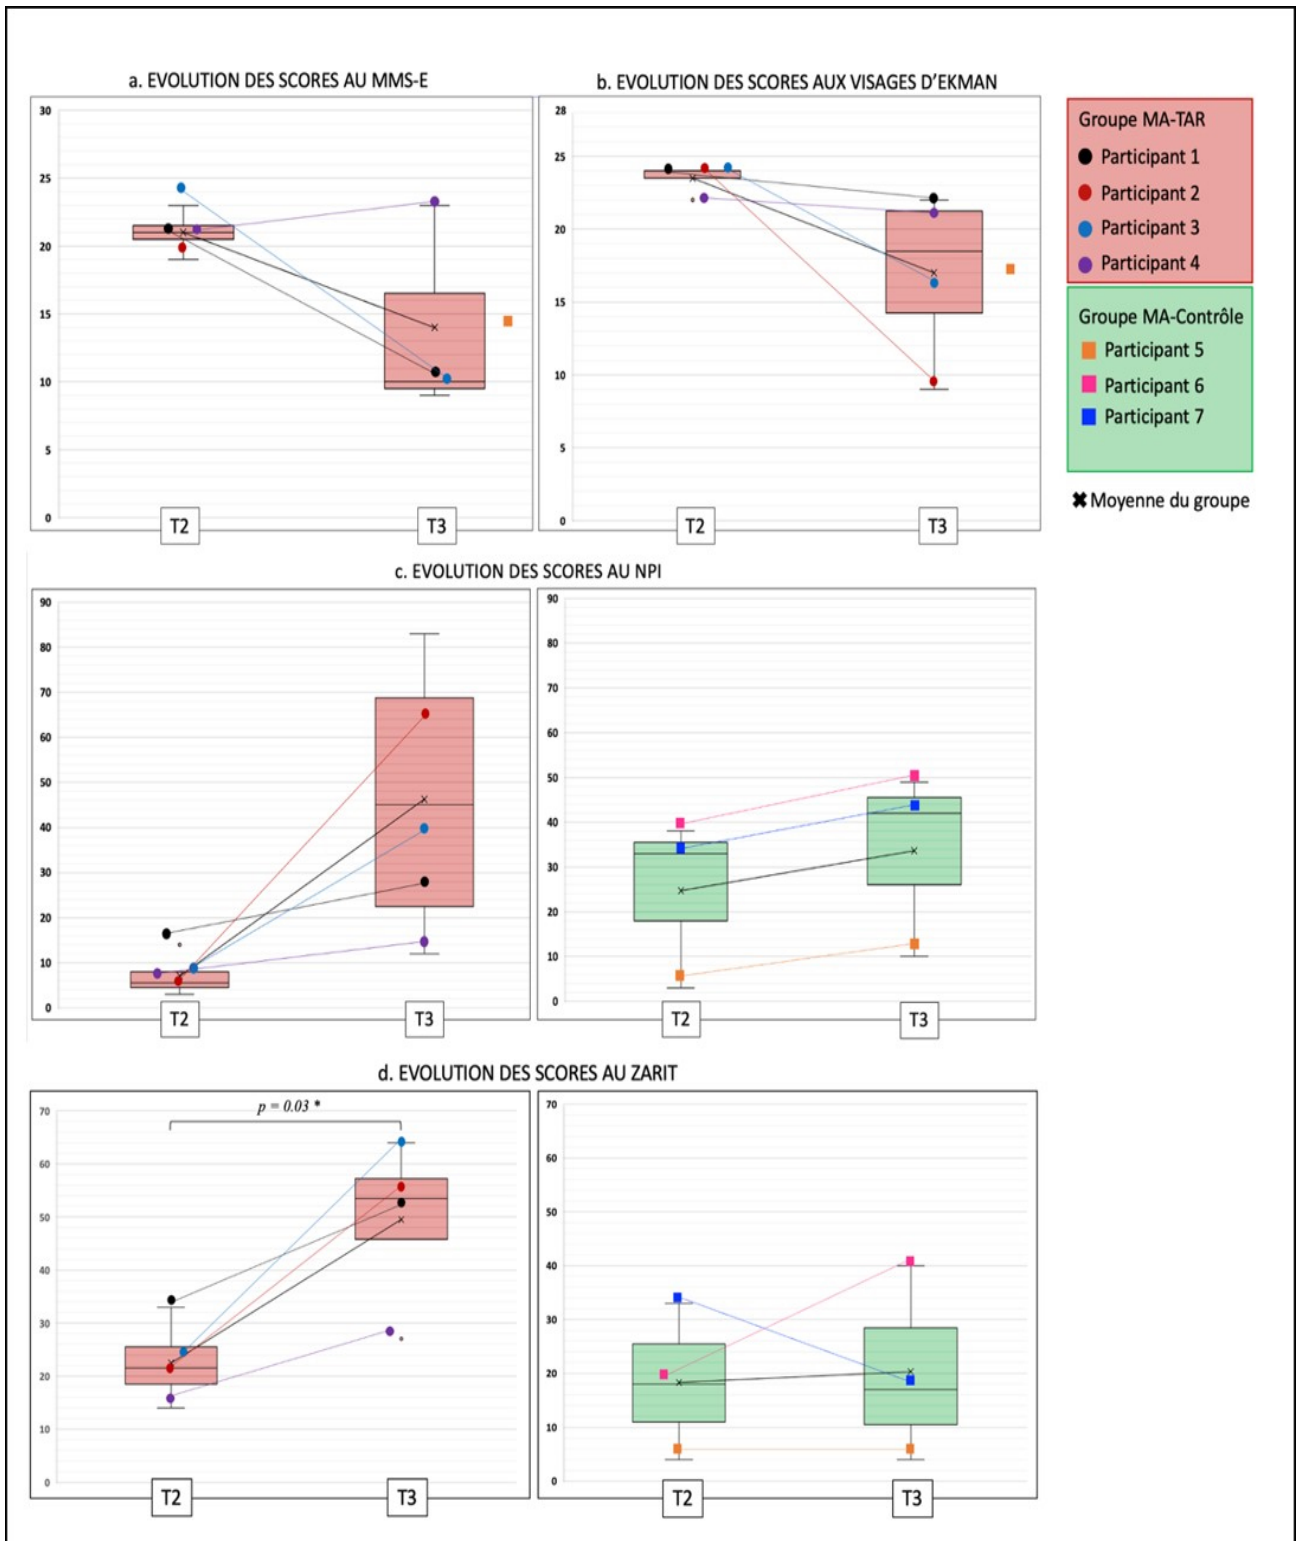 a. EVOLUTION DES SCORES AU MMS-E
30
25
20
15
10
5
0
T2
T3
b. EVOLUTION DES SCORES AUX VISAGES D'EKMAN
28
25
20
15
10
5
0
T2
T3
Groupe MA-TAR
Participant 1
Participant 2
Participant 3
Participant 4
Groupe MA-Contrôle
Participant 5
Participant 6
Participant 7
Moyenne du groupe
c. EVOLUTION DES SCORES AU NPI
90
80
70
60
50
40
30
20
10
0
T2
T3
90
80
70
60
50
40
30
20
10
0
T2
T3
d. EVOLUTION DES SCORES AU ZARIT
p = 0.03 *
70
60
50
40
30
20
10
0
T2
T3
70
60
50
40
30
20
10
0
T2
T3